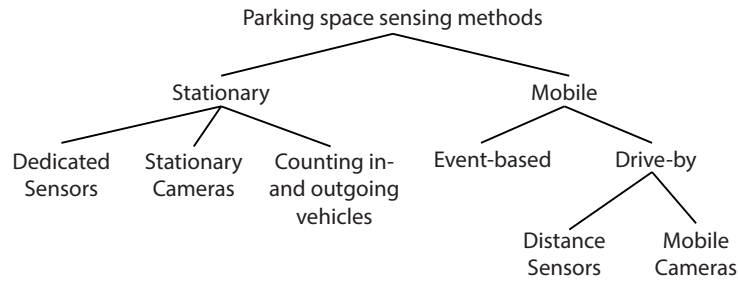 Parking space sensing methods
Stationary
Mobile
Dedicated
Sensors
Stationary
Cameras
Counting in-
and outgoing
vehicles
Event-based
Drive-by
Distance
Sensors
Mobile
Cameras